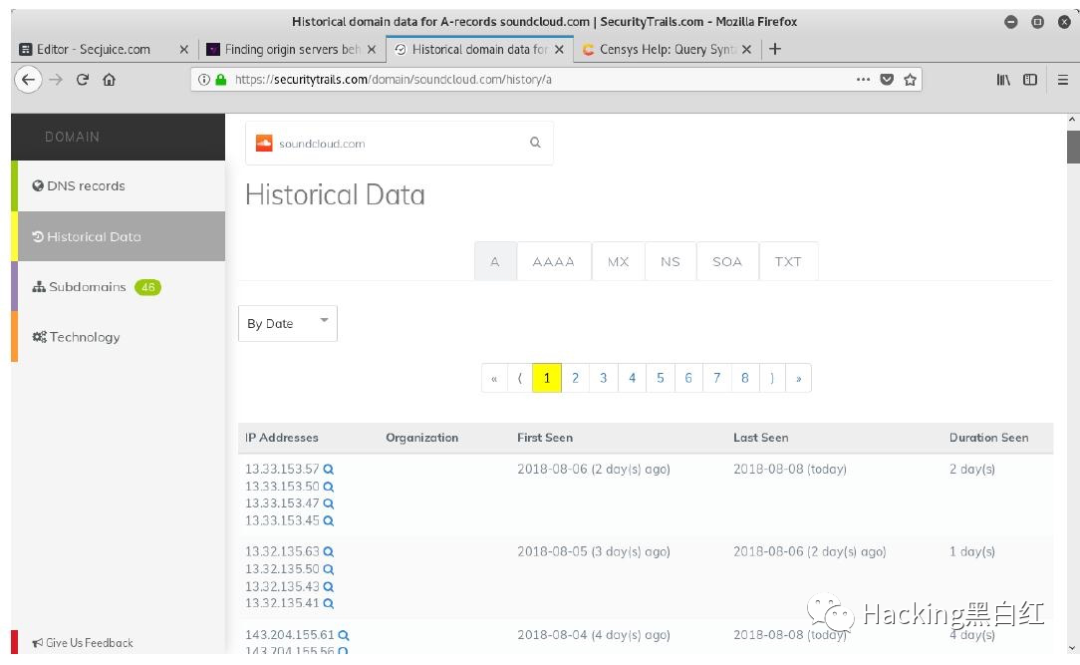 Historical domain data for A-records soundcloud.com | SecurityTrails.com - Mozilla Firefox
Editor - Secjuice.com
Finding origin servers beh
Historical domain data for
Censys Help: Query Synt
https://securitytrails.com/domain/soundcloud.com/history/a
DOMAIN
soundcloud.com
DNS records
Historical Data
Historical Data
A AAAA MX NS SOA TXT
Subdomains 46
By Date
Technology
« ⟨ 1 2 3 4 5 6 7 8 ⟩ »
IP Addresses Organization First Seen Last Seen Duration Seen
13.33.153.57 2018-08-06 (2 day(s) ago) 2018-08-08 (today) 2 day(s)
13.33.153.50
13.33.153.47
13.33.153.45
13.32.135.63 2018-08-05 (3 day(s) ago) 2018-08-06 (2 day(s) ago) 1 day(s)
13.32.135.50
13.32.135.43
13.32.135.41
Hacking黑白红
143.204.155.61 2018-08-04 (4 day(s) ago) 2018-08-08 (today) 4 day(s)
143.204.155.56
Give Us Feedback